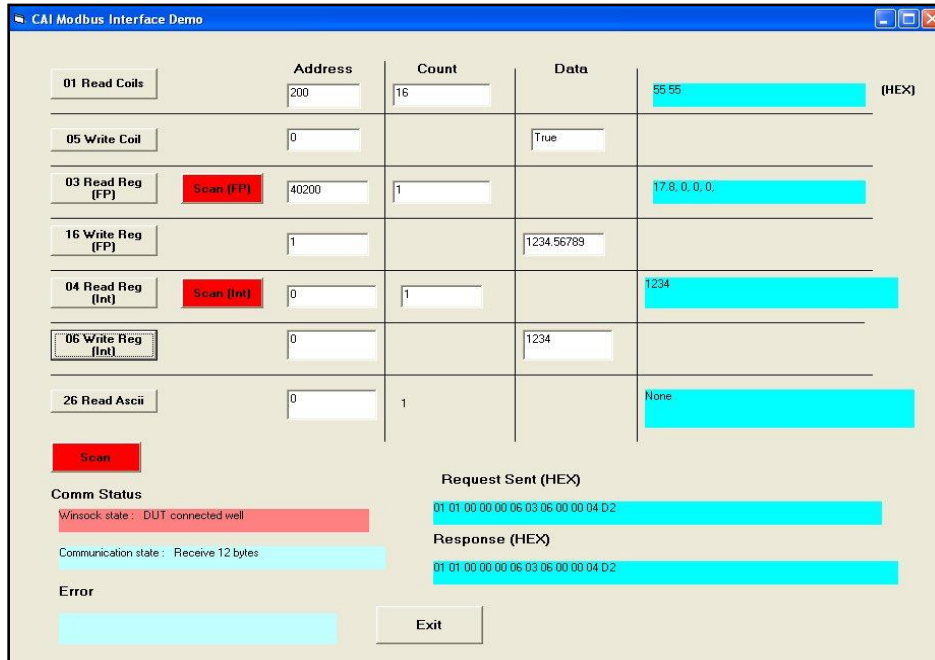 CAI Modbus Interface Demo
Address Count Data
01 Read Coils 200 16 55 55 (HEX)
05 Write Coil 0 True
03 Read Reg
(FP) Scan (FP) 40200 1 17.8, 0, 0, 0,
16 Write Reg
(FP) 1 1234.56789
04 Read Reg
(Int) Scan (Int) 0 1 1234
06 Write Reg
(Int) 0 1234
26 Read Ascii 0 1 None
Scan
Request Sent (HEX)
Comm Status
01 01 00 00 00 06 03 06 00 00 04 D2
Winsock state : DUT connected well
Response (HEX)
Communication state : Receive 12 bytes
01 01 00 00 00 06 03 06 00 00 04 D2
Error
Exit